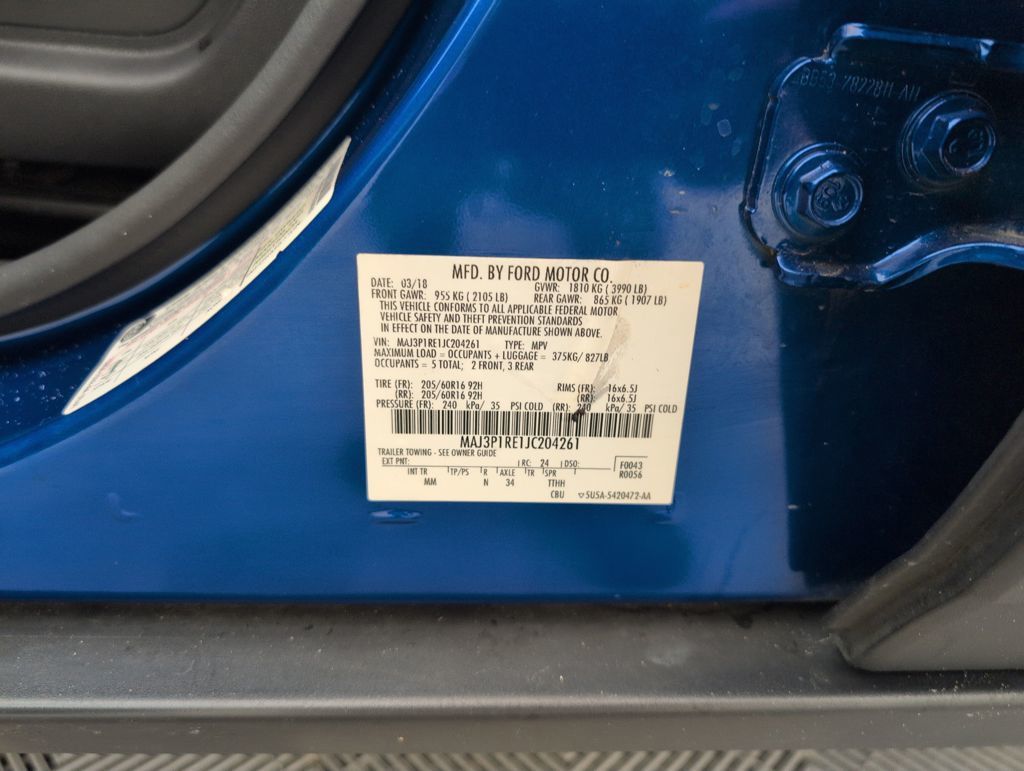 MFD. BY FORD MOTOR CO.
DATE: 03/18 GVWR: 1810 KG ( 3990 LB)
FRONT GAWR: 955 KG ( 2105 LB) REAR GAWR: 865 KG ( 1907 LB)
THIS VEHICLE CONFORMS TO ALL APPLICABLE FEDERAL MOTOR
VEHICLE SAFETY AND THEFT PREVENTION STANDARDS
IN EFFECT ON THE DATE OF MANUFACTURE SHOWN ABOVE.
VIN: MAJ3P1RE1JC204261 TYPE: MPV
MAXIMUM LOAD = OCCUPANTS + LUGGAGE = 375KG/ 827LB
OCCUPANTS = 5 TOTAL; 2 FRONT, 3 REAR
TIRE (FR): 205/60R16 92H RIMS (FR): 16x6.5J
(RR): 205/60R16 92H (RR): 16x6.5J
PRESSURE (FR): 240 kPa/ 35 PSI COLD (RR): 240 kPa/ 35 PSI COLD
MAJ3P1RE1JC204261
TRAILER TOWING - SEE OWNER GUIDE
EXT PNT: RC: 24 DSO: F0043
INT TR TP/PS R AXLE TR SPR R0056
MM N 34 TTHH
CBU 5U5A-5420472-AA